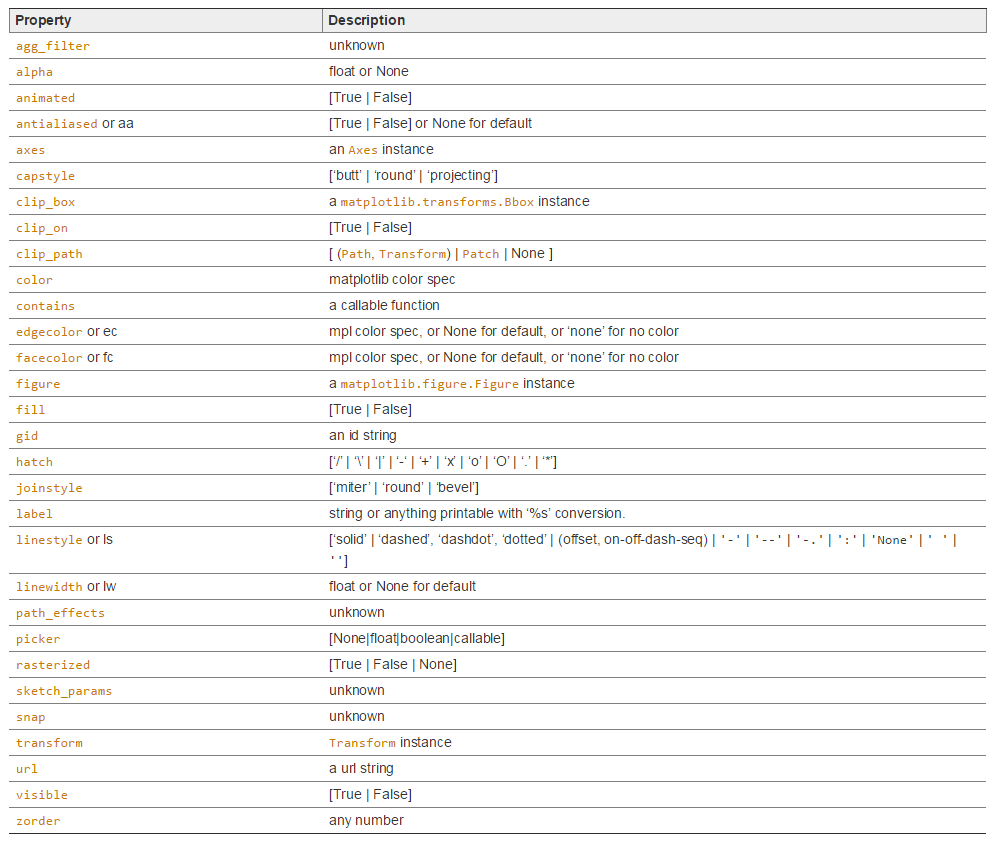 Property Description
agg_filter unknown
alpha float or None
animated [True | False]
antialiased or aa [True | False] or None for default
axes an Axes instance
capstyle [‘butt’ | ‘round’ | ‘projecting’]
clip_box a matplotlib.transforms.Bbox instance
clip_on [True | False]
clip_path [ (Path, Transform) | Patch | None ]
color matplotlib color spec
contains a callable function
edgecolor or ec mpl color spec, or None for default, or ‘none’ for no color
facecolor or fc mpl color spec, or None for default, or ‘none’ for no color
figure a matplotlib.figure.Figure instance
fill [True | False]
gid an id string
hatch [‘/’ | ‘\’ | ‘|’ | ‘-‘ | ‘+’ | ‘x’ | ‘o’ | ‘O’ | ‘.’ | ‘*’]
joinstyle [‘miter’ | ‘round’ | ‘bevel’]
label string or anything printable with ‘%s’ conversion.
linestyle or ls [‘solid’ | ‘dashed’, ‘dashdot’, ‘dotted’ | (offset, on-off-dash-seq) | '-' | '--' | '-.' | ':' | 'None' | ' ' |
'']
linewidth or lw float or None for default
path_effects unknown
picker [None|float|boolean|callable]
rasterized [True | False | None]
sketch_params unknown
snap unknown
transform Transform instance
url a url string
visible [True | False]
zorder any number